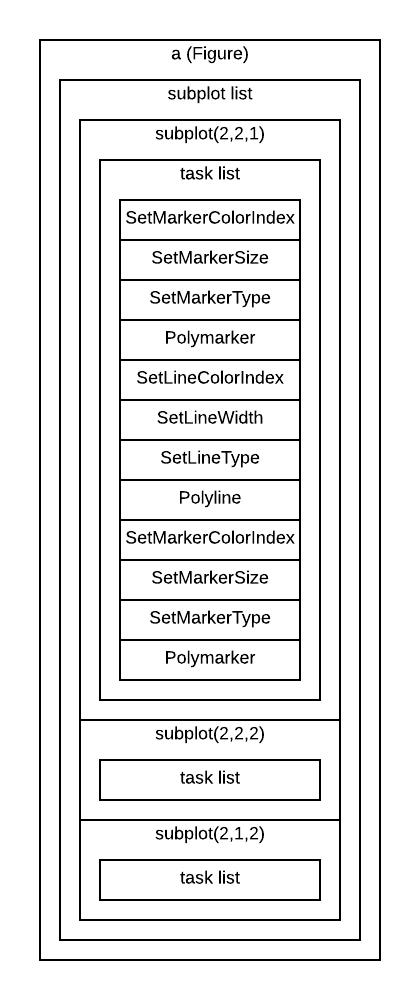 a (Figure)
subplot list
subplot(2,2,1)
task list
SetMarkerColorIndex
SetMarkerSize
SetMarkerType
Polymarker
SetLineColorIndex
SetLineWidth
SetLineType
Polyline
SetMarkerColorIndex
SetMarkerSize
SetMarkerType
Polymarker
subplot(2,2,2)
task list
subplot(2,1,2)
task list